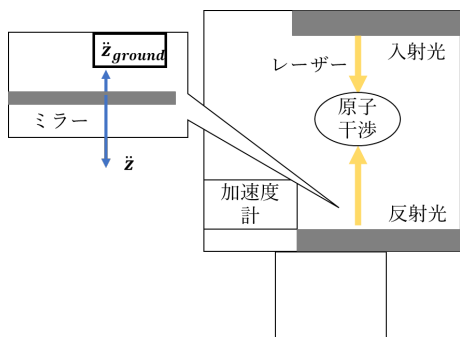 z̈ground
ミラー
z̈
レーザー
入射光
原子
干渉
加速度
計
反射光